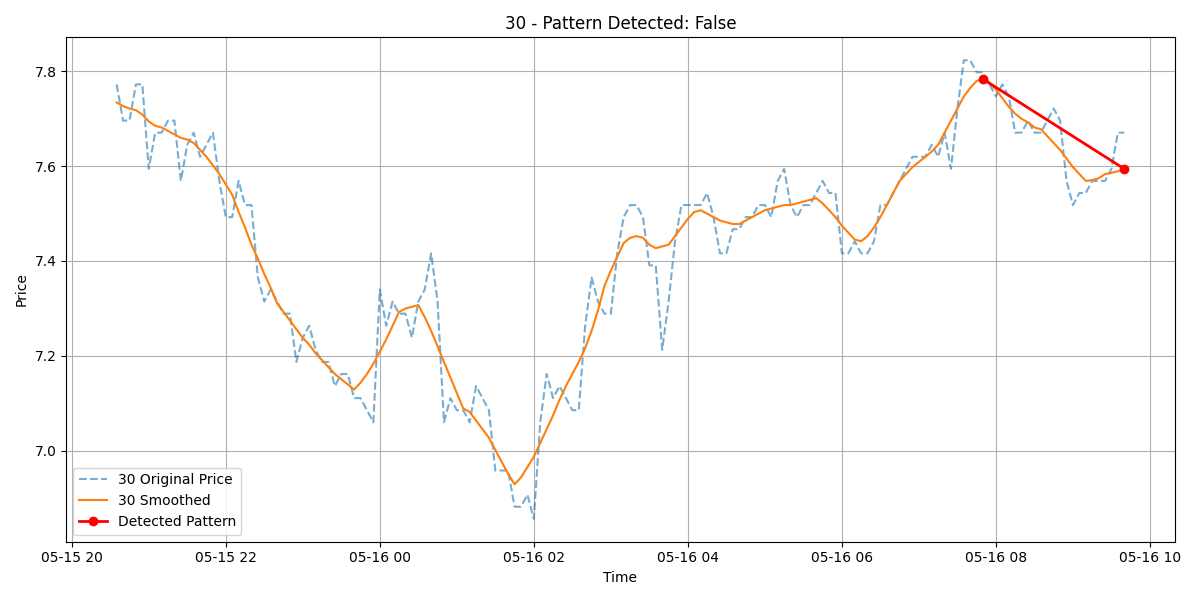 30 - Pattern Detected: False
Price
7.8
7.6
7.4
7.2
7.0
30 Original Price
30 Smoothed
Detected Pattern
05-15 20
05-15 22
05-16 00
05-16 02
05-16 04
05-16 06
05-16 08
05-16 10
Time